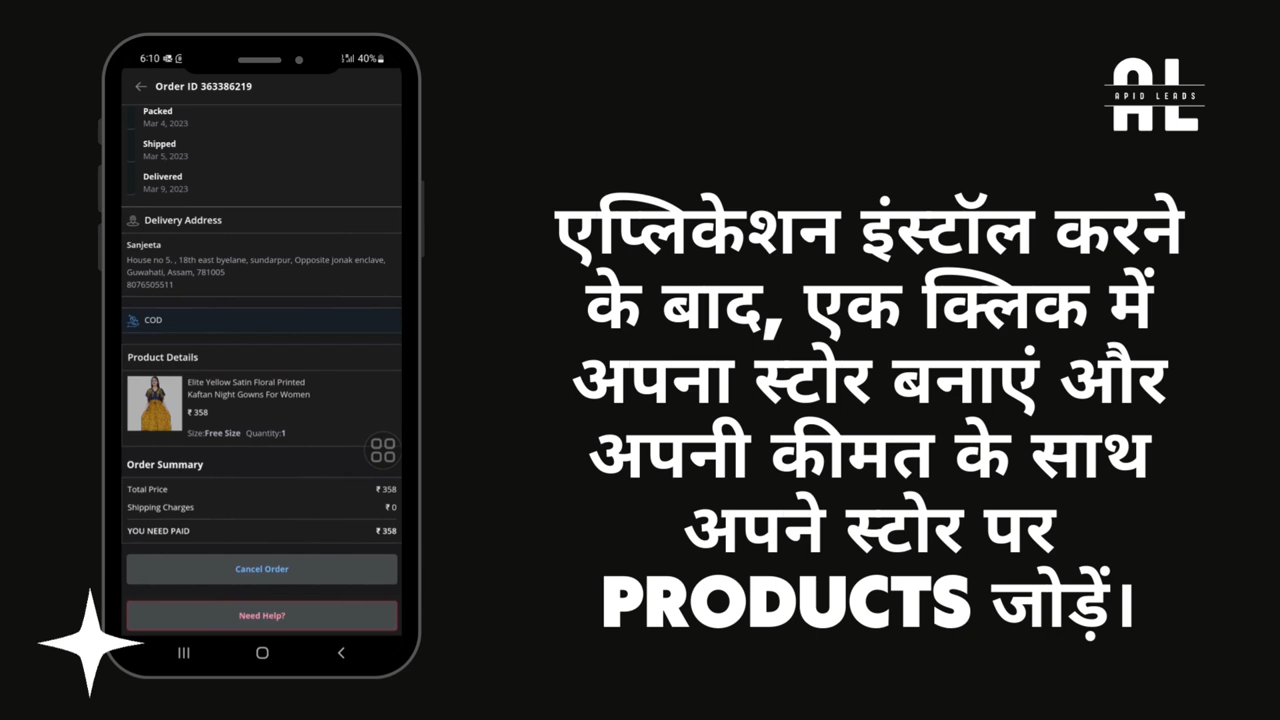 6:10
40%
Order ID 363386219
Packed
Mar 4, 2023
Shipped
Mar 5, 2023
Delivered
Mar 9, 2023
Delivery Address
Sanjeeta
House no 5. , 18th east byelane, sundarpur, Opposite jonak enclave,
Guwahati, Assam, 781005
8076505511
COD
Product Details
Elite Yellow Satin Floral Printed
Kaftan Night Gowns For Women
₹ 358
Size:Free Size Quantity:1
Order Summary
Total Price ₹ 358
Shipping Charges ₹ 0
YOU NEED PAID ₹ 358
Cancel Order
Need Help?
AL
APID LEADS
एप्लिकेशन इंस्टॉल करने
के बाद, एक क्लिक में
अपना स्टोर बनाएं और
अपनी कीमत के साथ
अपने स्टोर पर
PRODUCTS जोड़ें।